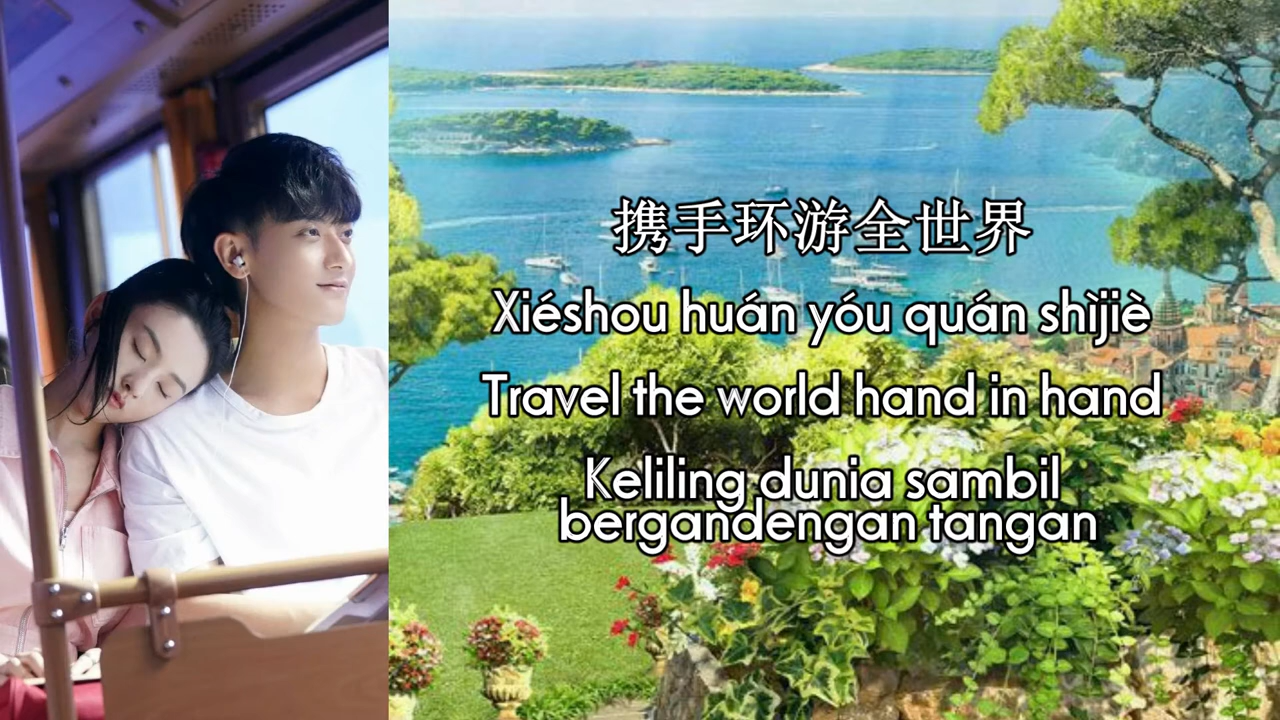 携手环游全世界
Xiéshou huán yóu quán shìjiè
Travel the world hand in hand
Keliling dunia sambil
bergandengan tangan